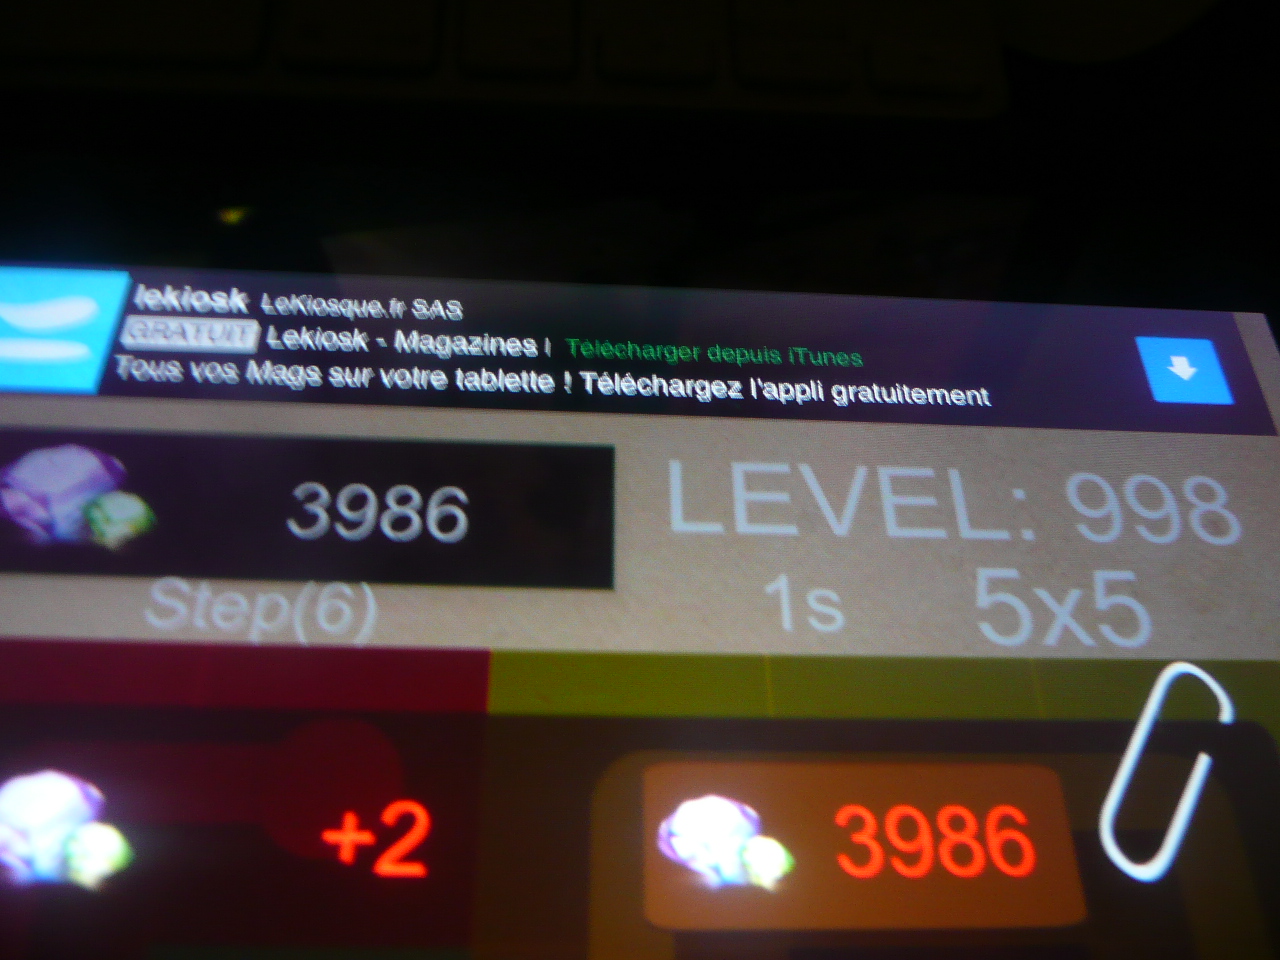 lekiosk LeKiosque.fr SAS
GRATUIT Lekiosk - Magazines ! Télécharger depuis iTunes
Tous vos Mags sur votre tablette ! Téléchargez l'appli gratuitement
3986
LEVEL: 998
Step(6)
1s 5x5
+2
3986